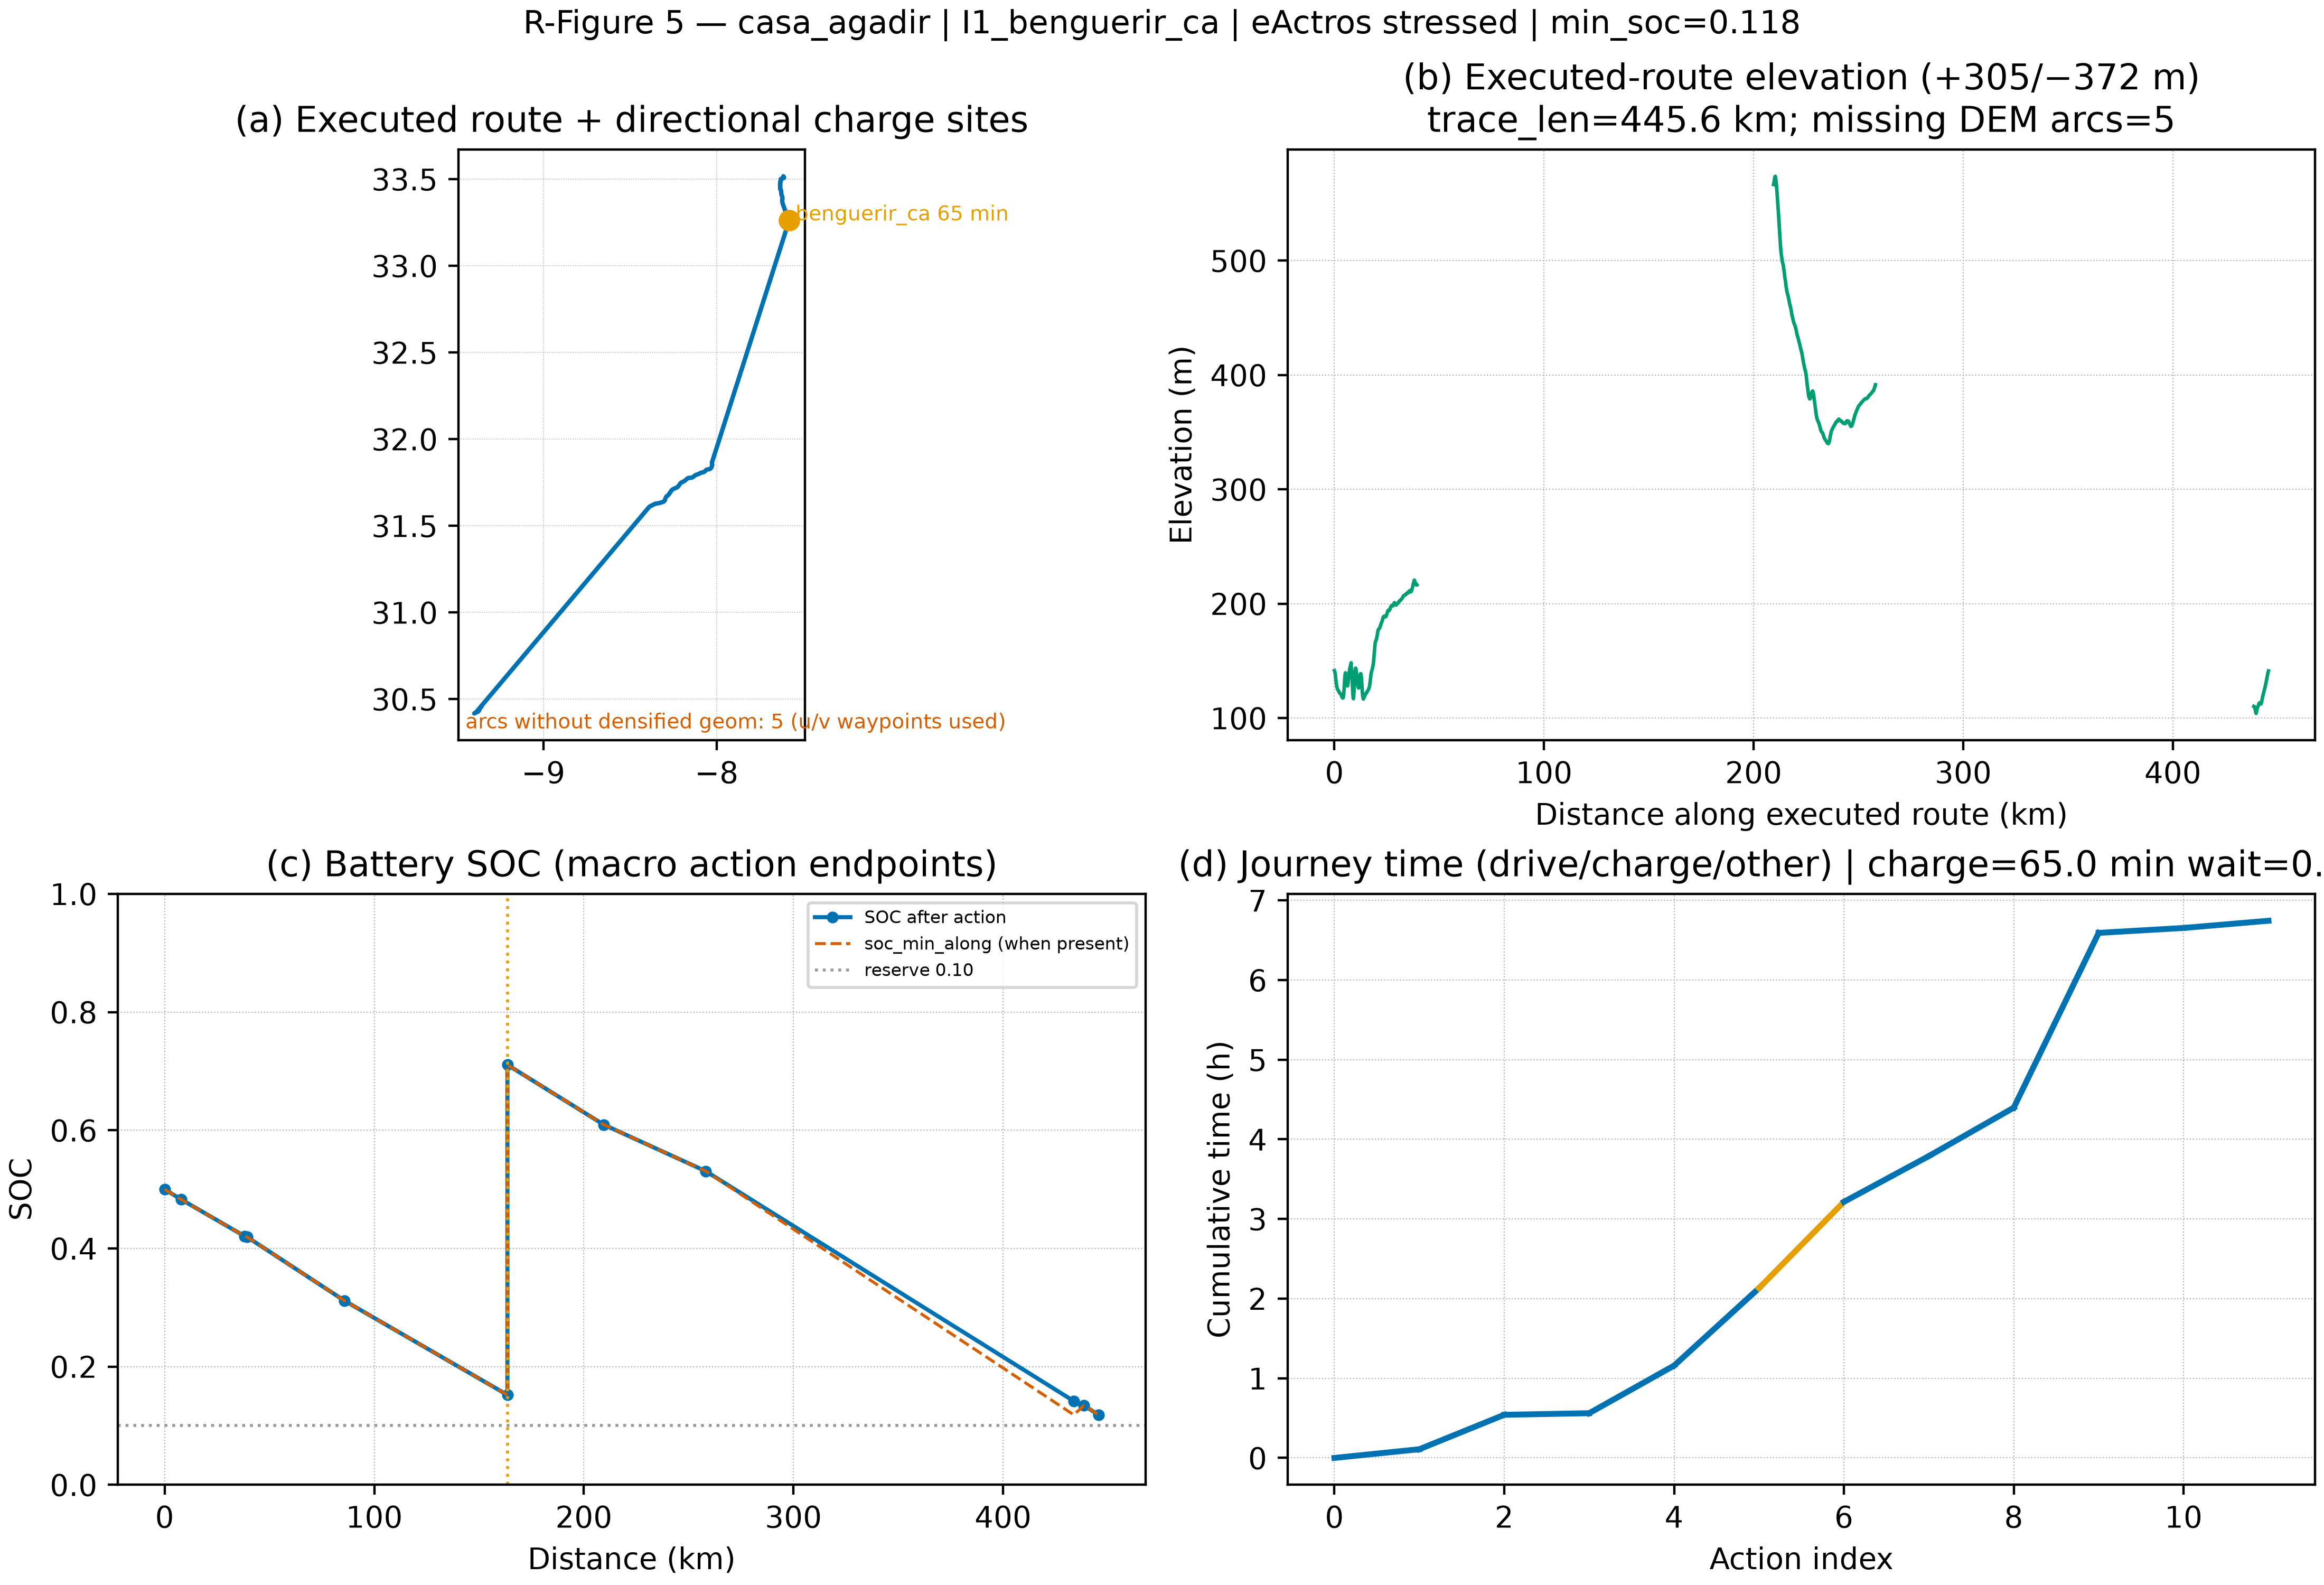 R-Figure 5 — casa_agadir | I1_benguerir_ca | eActros stressed | min_soc=0.118
(a) Executed route + directional charge sites
33.5
33.0
32.5
32.0
31.5
31.0
30.5
benguerir_ca 65 min
arcs without densified geom: 5 (u/v waypoints used)
−9
−8
(b) Executed-route elevation (+305/−372 m)
trace_len=445.6 km; missing DEM arcs=5
Elevation (m)
500
400
300
200
100
0
100
200
300
400
Distance along executed route (km)
(c) Battery SOC (macro action endpoints)
SOC
1.0
0.8
0.6
0.4
0.2
0.0
SOC after action
soc_min_along (when present)
reserve 0.10
0
100
200
300
400
Distance (km)
(d) Journey time (drive/charge/other) | charge=65.0 min wait=0.
Cumulative time (h)
7
6
5
4
3
2
1
0
0
2
4
6
8
10
Action index